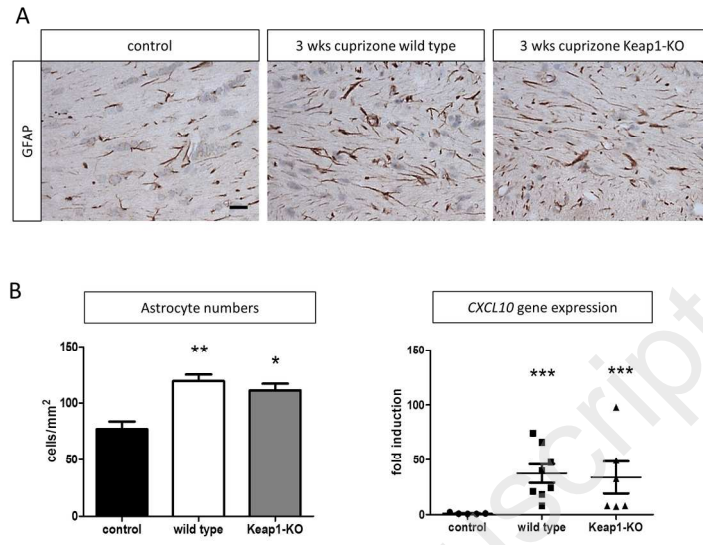 A
control
3 wks cuprizone wild type
3 wks cuprizone Keap1-KO
GFAP
B
Astrocyte numbers
CXCL10 gene expression
150
100
50
0
cells/mm²
**
*
control
wild type
Keap1-KO
150
100
50
0
fold induction
***
***
control
wild type
Keap1-KO